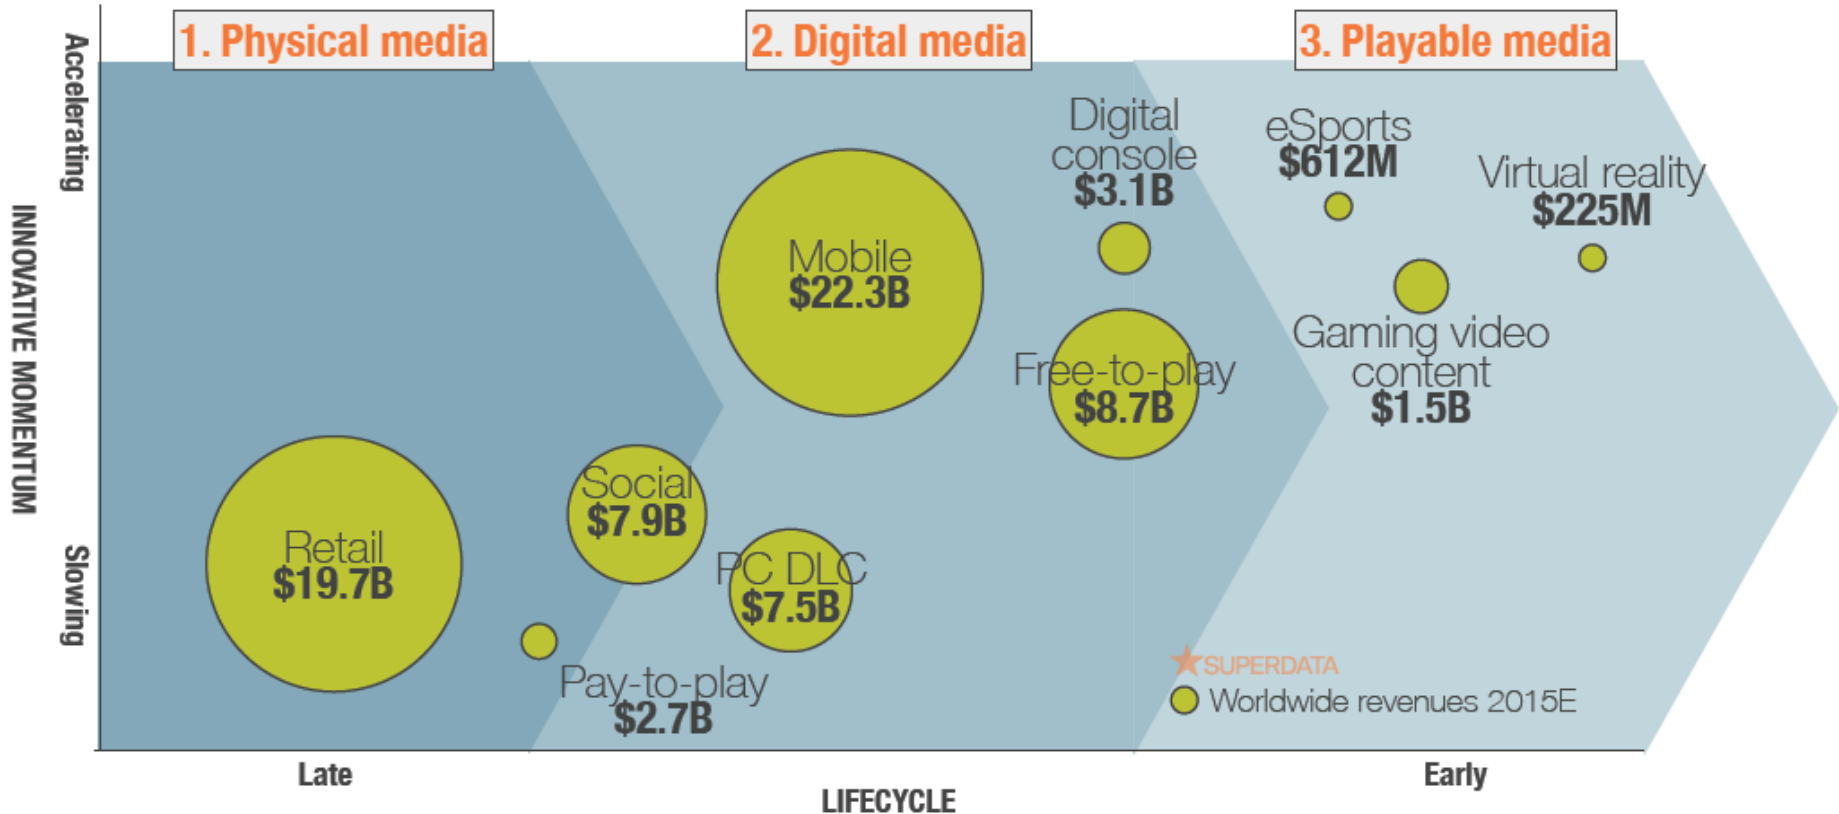 1. Physical media
2. Digital media
3. Playable media
Accelerating
INNOVATIVE MOMENTUM
Slowing
Digital
console
$3.1B
eSports
$612M
Virtual reality
$225M
Mobile
$22.3B
Gaming video
content
$1.5B
Free-to-play
$8.7B
Social
$7.9B
Retail
$19.7B
PC DLC
$7.5B
Pay-to-play
$2.7B
SUPERDATA
Worldwide revenues 2015E
Late
Early
LIFECYCLE